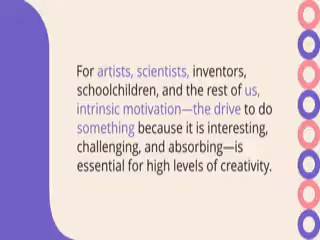 For artists, scientists, inventors,
schoolchildren, and the rest of us,
intrinsic motivation—the drive to do
something because it is interesting,
challenging, and absorbing—is
essential for high levels of creativity.